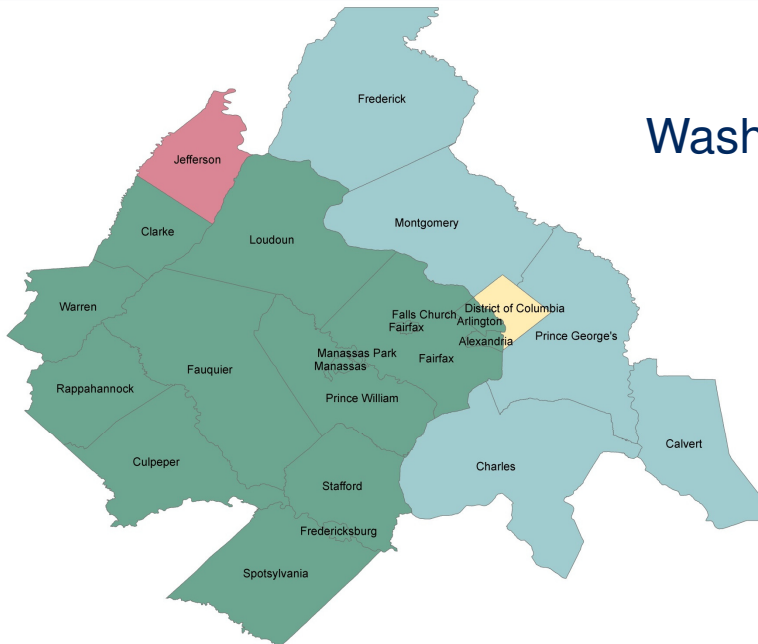 Frederick
Wash
Jefferson
Montgomery
Clarke
Loudoun
Warren
Falls Church
Fairfax
District of Columbia
Arlington
Alexandria
Prince George's
Manassas Park
Manassas
Fairfax
Fauquier
Rappahannock
Prince William
Culpeper
Stafford
Charles
Calvert
Fredericksburg
Spotsylvania